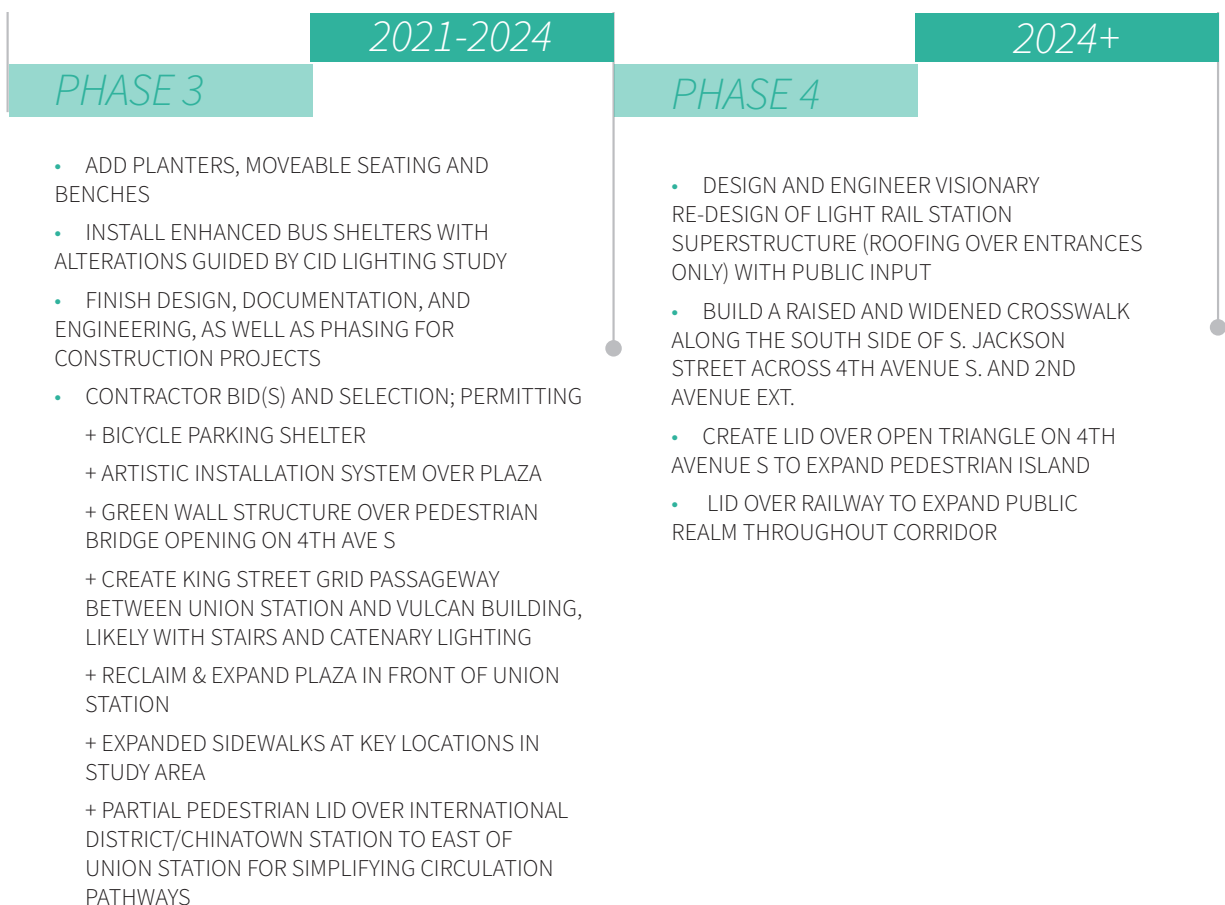 2021-2024
PHASE 3
• ADD PLANTERS, MOVEABLE SEATING AND
BENCHES
• INSTALL ENHANCED BUS SHELTERS WITH
ALTERATIONS GUIDED BY CID LIGHTING STUDY
• FINISH DESIGN, DOCUMENTATION, AND
ENGINEERING, AS WELL AS PHASING FOR
CONSTRUCTION PROJECTS
• CONTRACTOR BID(S) AND SELECTION; PERMITTING
+ BICYCLE PARKING SHELTER
+ ARTISTIC INSTALLATION SYSTEM OVER PLAZA
+ GREEN WALL STRUCTURE OVER PEDESTRIAN
BRIDGE OPENING ON 4TH AVE S
+ CREATE KING STREET GRID PASSAGEWAY
BETWEEN UNION STATION AND VULCAN BUILDING,
LIKELY WITH STAIRS AND CATENARY LIGHTING
+ RECLAIM & EXPAND PLAZA IN FRONT OF UNION
STATION
+ EXPANDED SIDEWALKS AT KEY LOCATIONS IN
STUDY AREA
+ PARTIAL PEDESTRIAN LID OVER INTERNATIONAL
DISTRICT/CHINATOWN STATION TO EAST OF
UNION STATION FOR SIMPLIFYING CIRCULATION
PATHWAYS
2024+
PHASE 4
• DESIGN AND ENGINEER VISIONARY
RE-DESIGN OF LIGHT RAIL STATION
SUPERSTRUCTURE (ROOFING OVER ENTRANCES
ONLY) WITH PUBLIC INPUT
• BUILD A RAISED AND WIDENED CROSSWALK
ALONG THE SOUTH SIDE OF S. JACKSON
STREET ACROSS 4TH AVENUE S. AND 2ND
AVENUE EXT.
• CREATE LID OVER OPEN TRIANGLE ON 4TH
AVENUE S TO EXPAND PEDESTRIAN ISLAND
• LID OVER RAILWAY TO EXPAND PUBLIC
REALM THROUGHOUT CORRIDOR